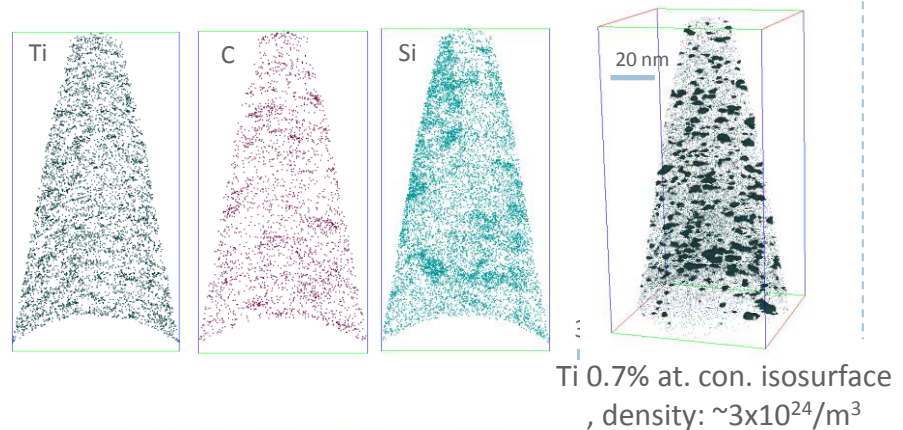 Ti
C
Si
20 nm
Ti 0.7% at. con. isosurface
, density: ~3x10²⁴/m³